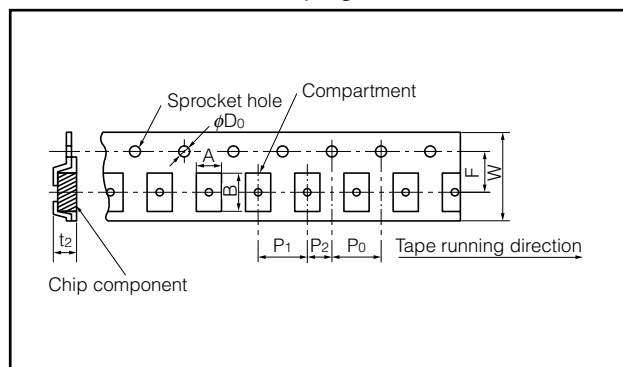 Sprocket hole
Compartment
φD0
A
B
F
W
t2
P1
P2
P0
Tape running direction
Chip component